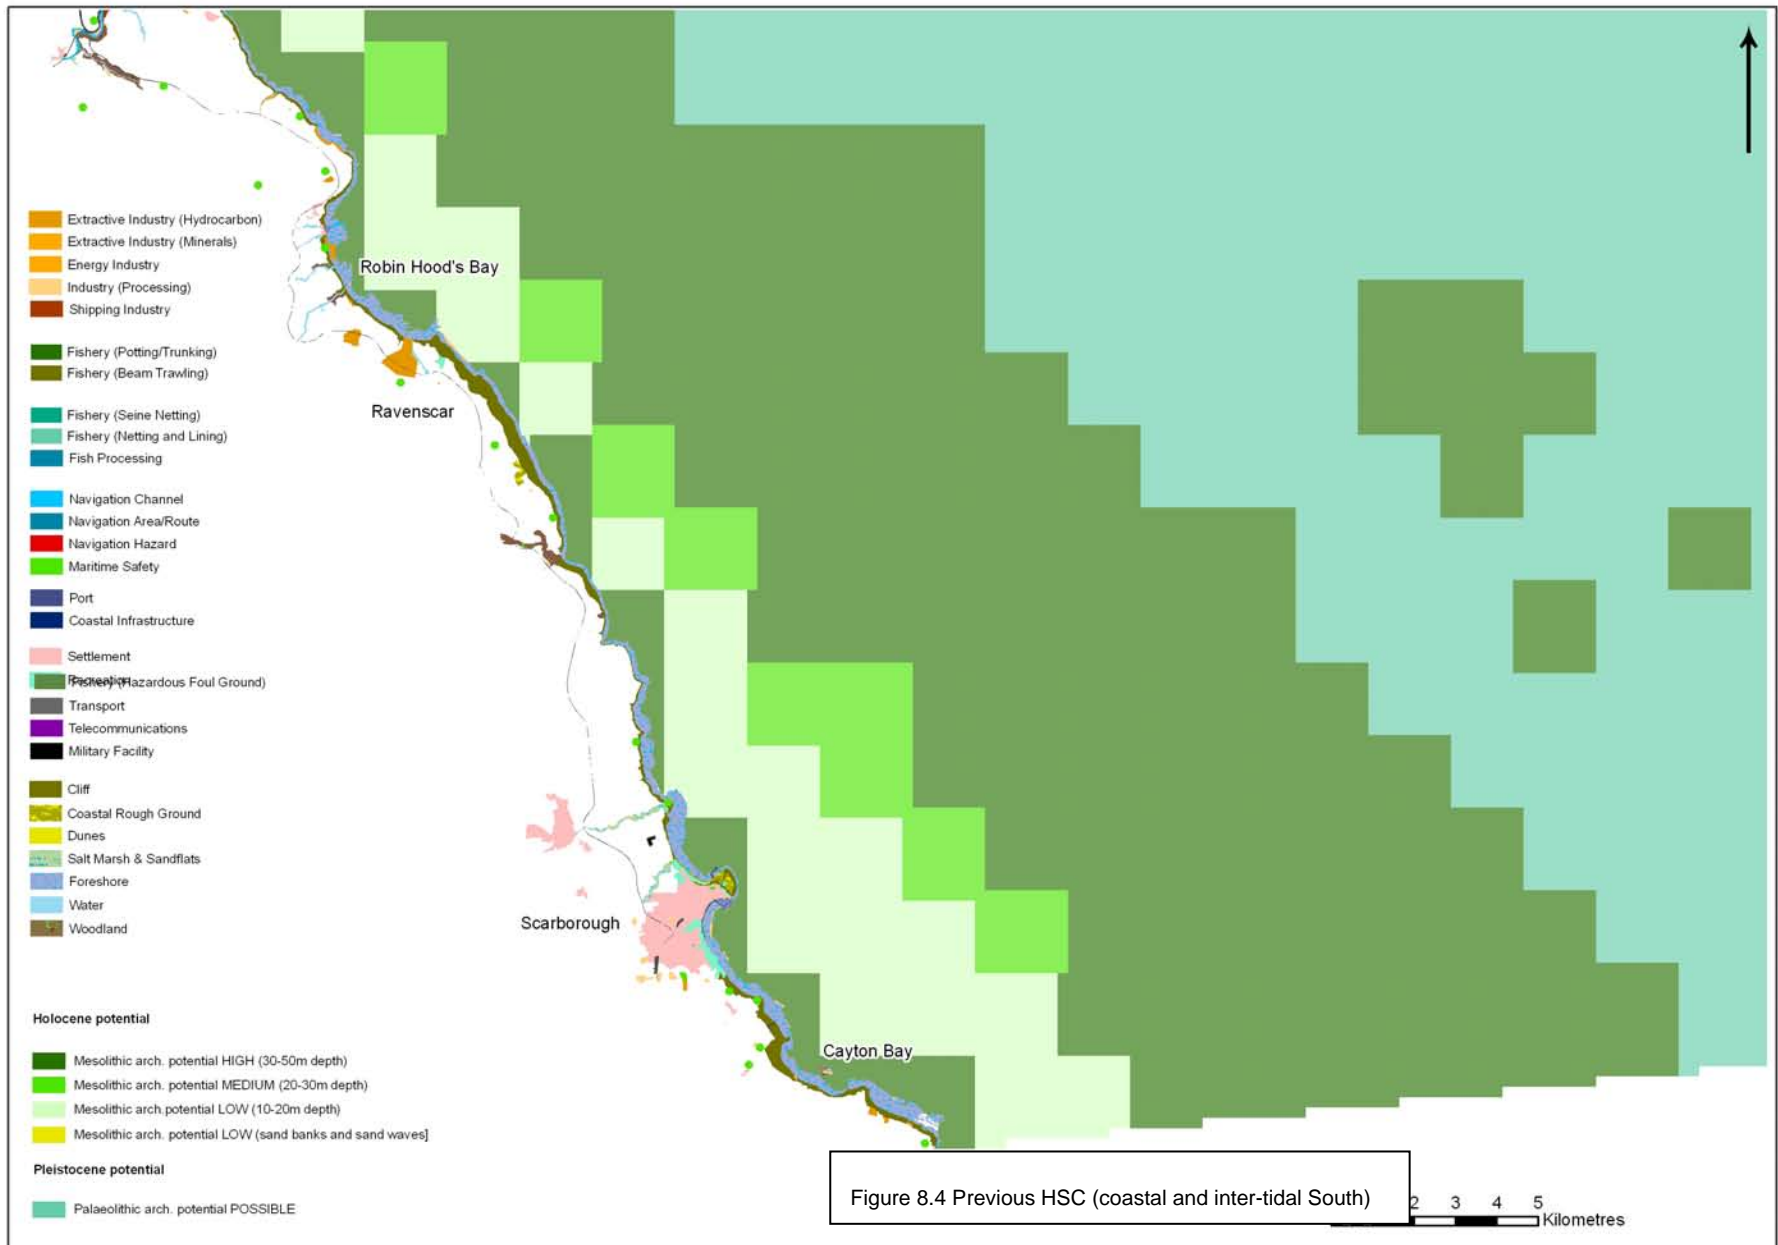 Robin Hood's Bay
Ravenscar
Scarborough
Cayton Bay
Extractive Industry (Hydrocarbon)
Extractive Industry (Minerals)
Energy Industry
Industry (Processing)
Shipping Industry
Fishery (Potting/Trunking)
Fishery (Beam Trawling)
Fishery (Seine Netting)
Fishery (Netting and Lining)
Fish Processing
Navigation Channel
Navigation Area/Route
Navigation Hazard
Maritime Safety
Port
Coastal Infrastructure
Settlement
Recreation
Fishery (Hazardous Foul Ground)
Transport
Telecommunications
Military Facility
Cliff
Coastal Rough Ground
Dunes
Salt Marsh & Sandflats
Foreshore
Water
Woodland
Holocene potential
Mesolithic arch. potential HIGH (30-50m depth)
Mesolithic arch. potential MEDIUM (20-30m depth)
Mesolithic arch.potential LOW (10-20m depth)
Mesolithic arch. potential LOW (sand banks and sand waves]
Pleistocene potential
Palaeolithic arch. potential POSSIBLE
Figure 8.4 Previous HSC (coastal and inter-tidal South)
2 3 4 5
Kilometres